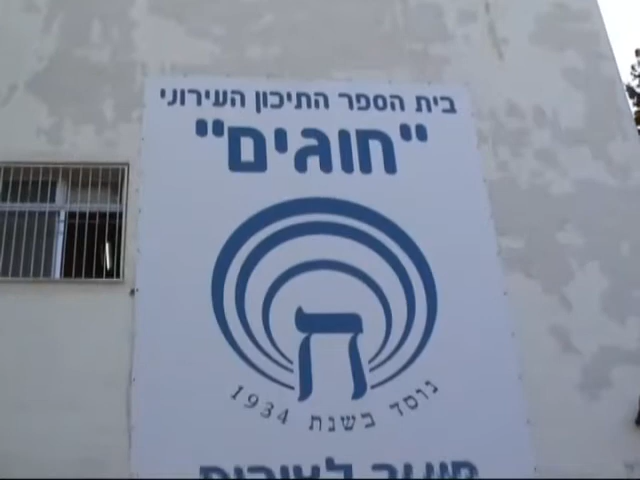 בית הספר התיכון העירוני
"חוגים"
ח
נוסד בשנת 1934